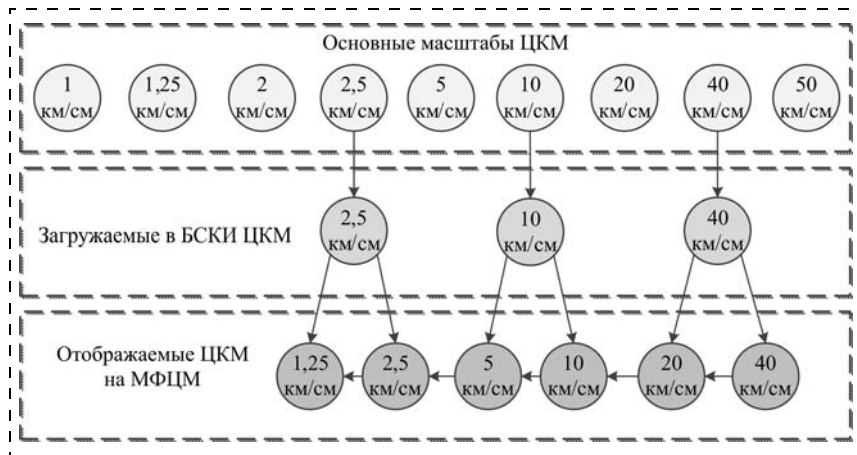 Основные масштабы ЦКМ
1
км/см
1,25
км/см
2
км/см
2,5
км/см
5
км/см
10
км/см
20
км/см
40
км/см
50
км/см
Загружаемые в БСКИ ЦКМ
2,5
км/см
10
км/см
40
км/см
Отображаемые ЦКМ
на МФЦМ
1,25
км/см
2,5
км/см
5
км/см
10
км/см
20
км/см
40
км/см